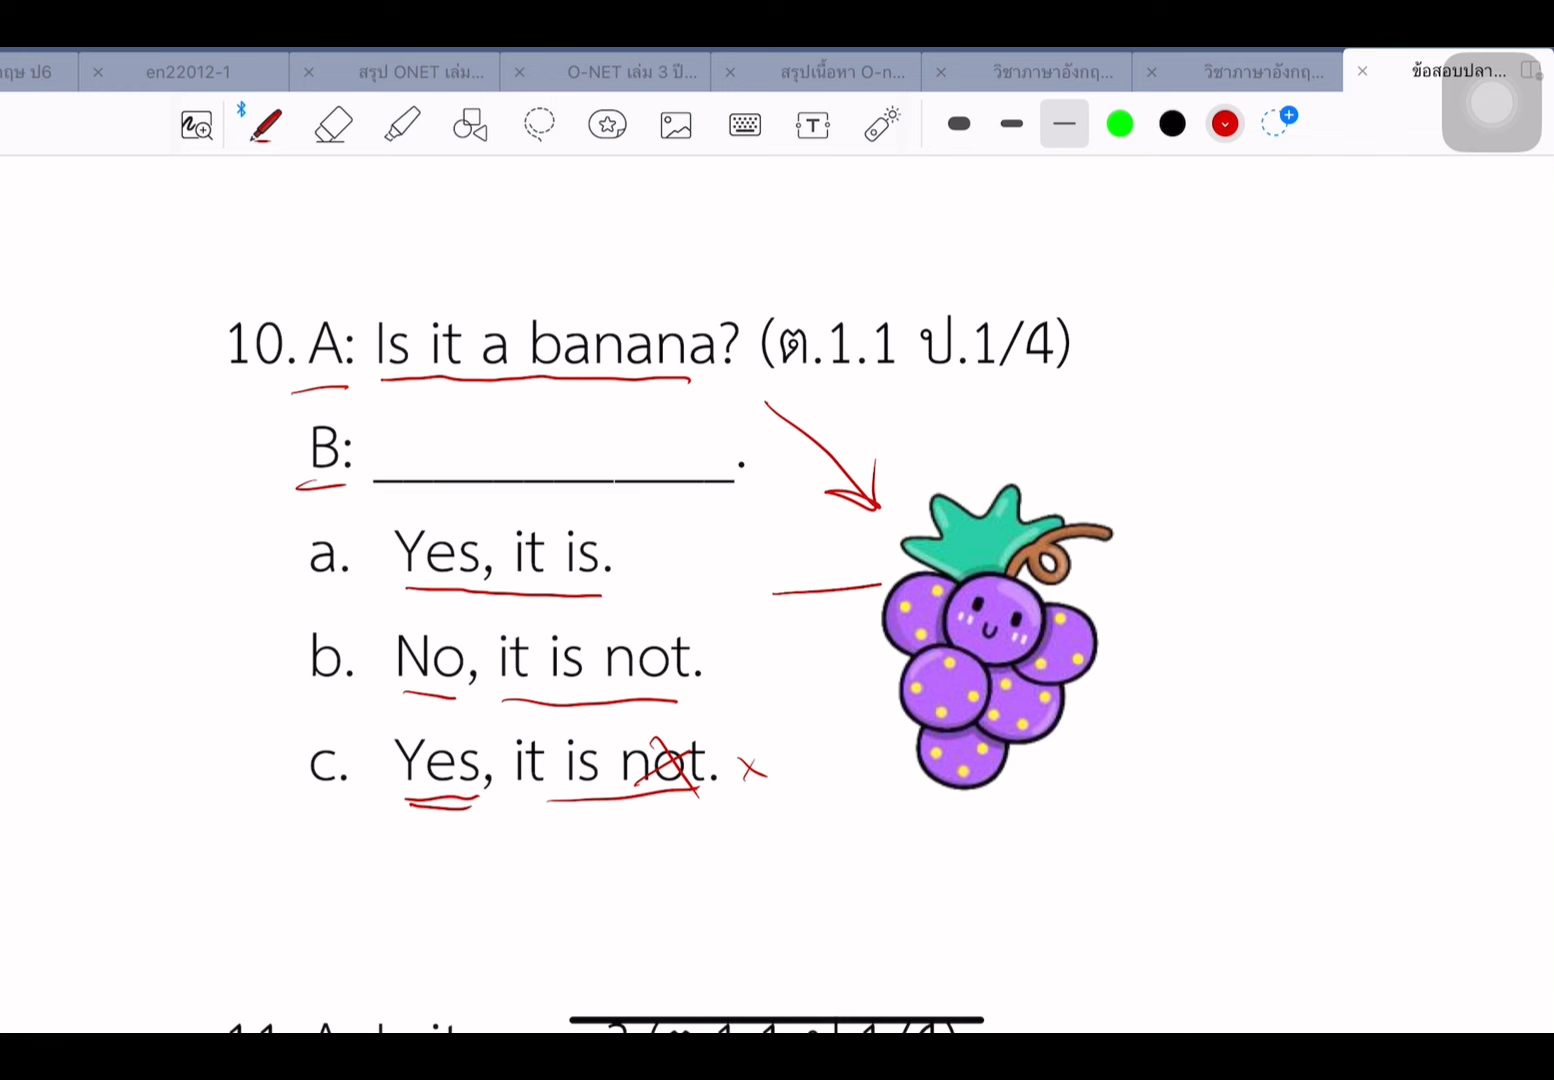 ฤษ ป6
en22012-1
สรุป ONET เล่ม...
O-NET เล่ม 3 ปี...
สรุปเนื้อหา O-n...
วิชาภาษาอังกฤ...
วิชาภาษาอังกฤ...
ข้อสอบปลา...
10. A: Is it a banana? (ต.1.1 ป.1/4)
B: ____________.
a. Yes, it is.
b. No, it is not.
c. Yes, it is not. x